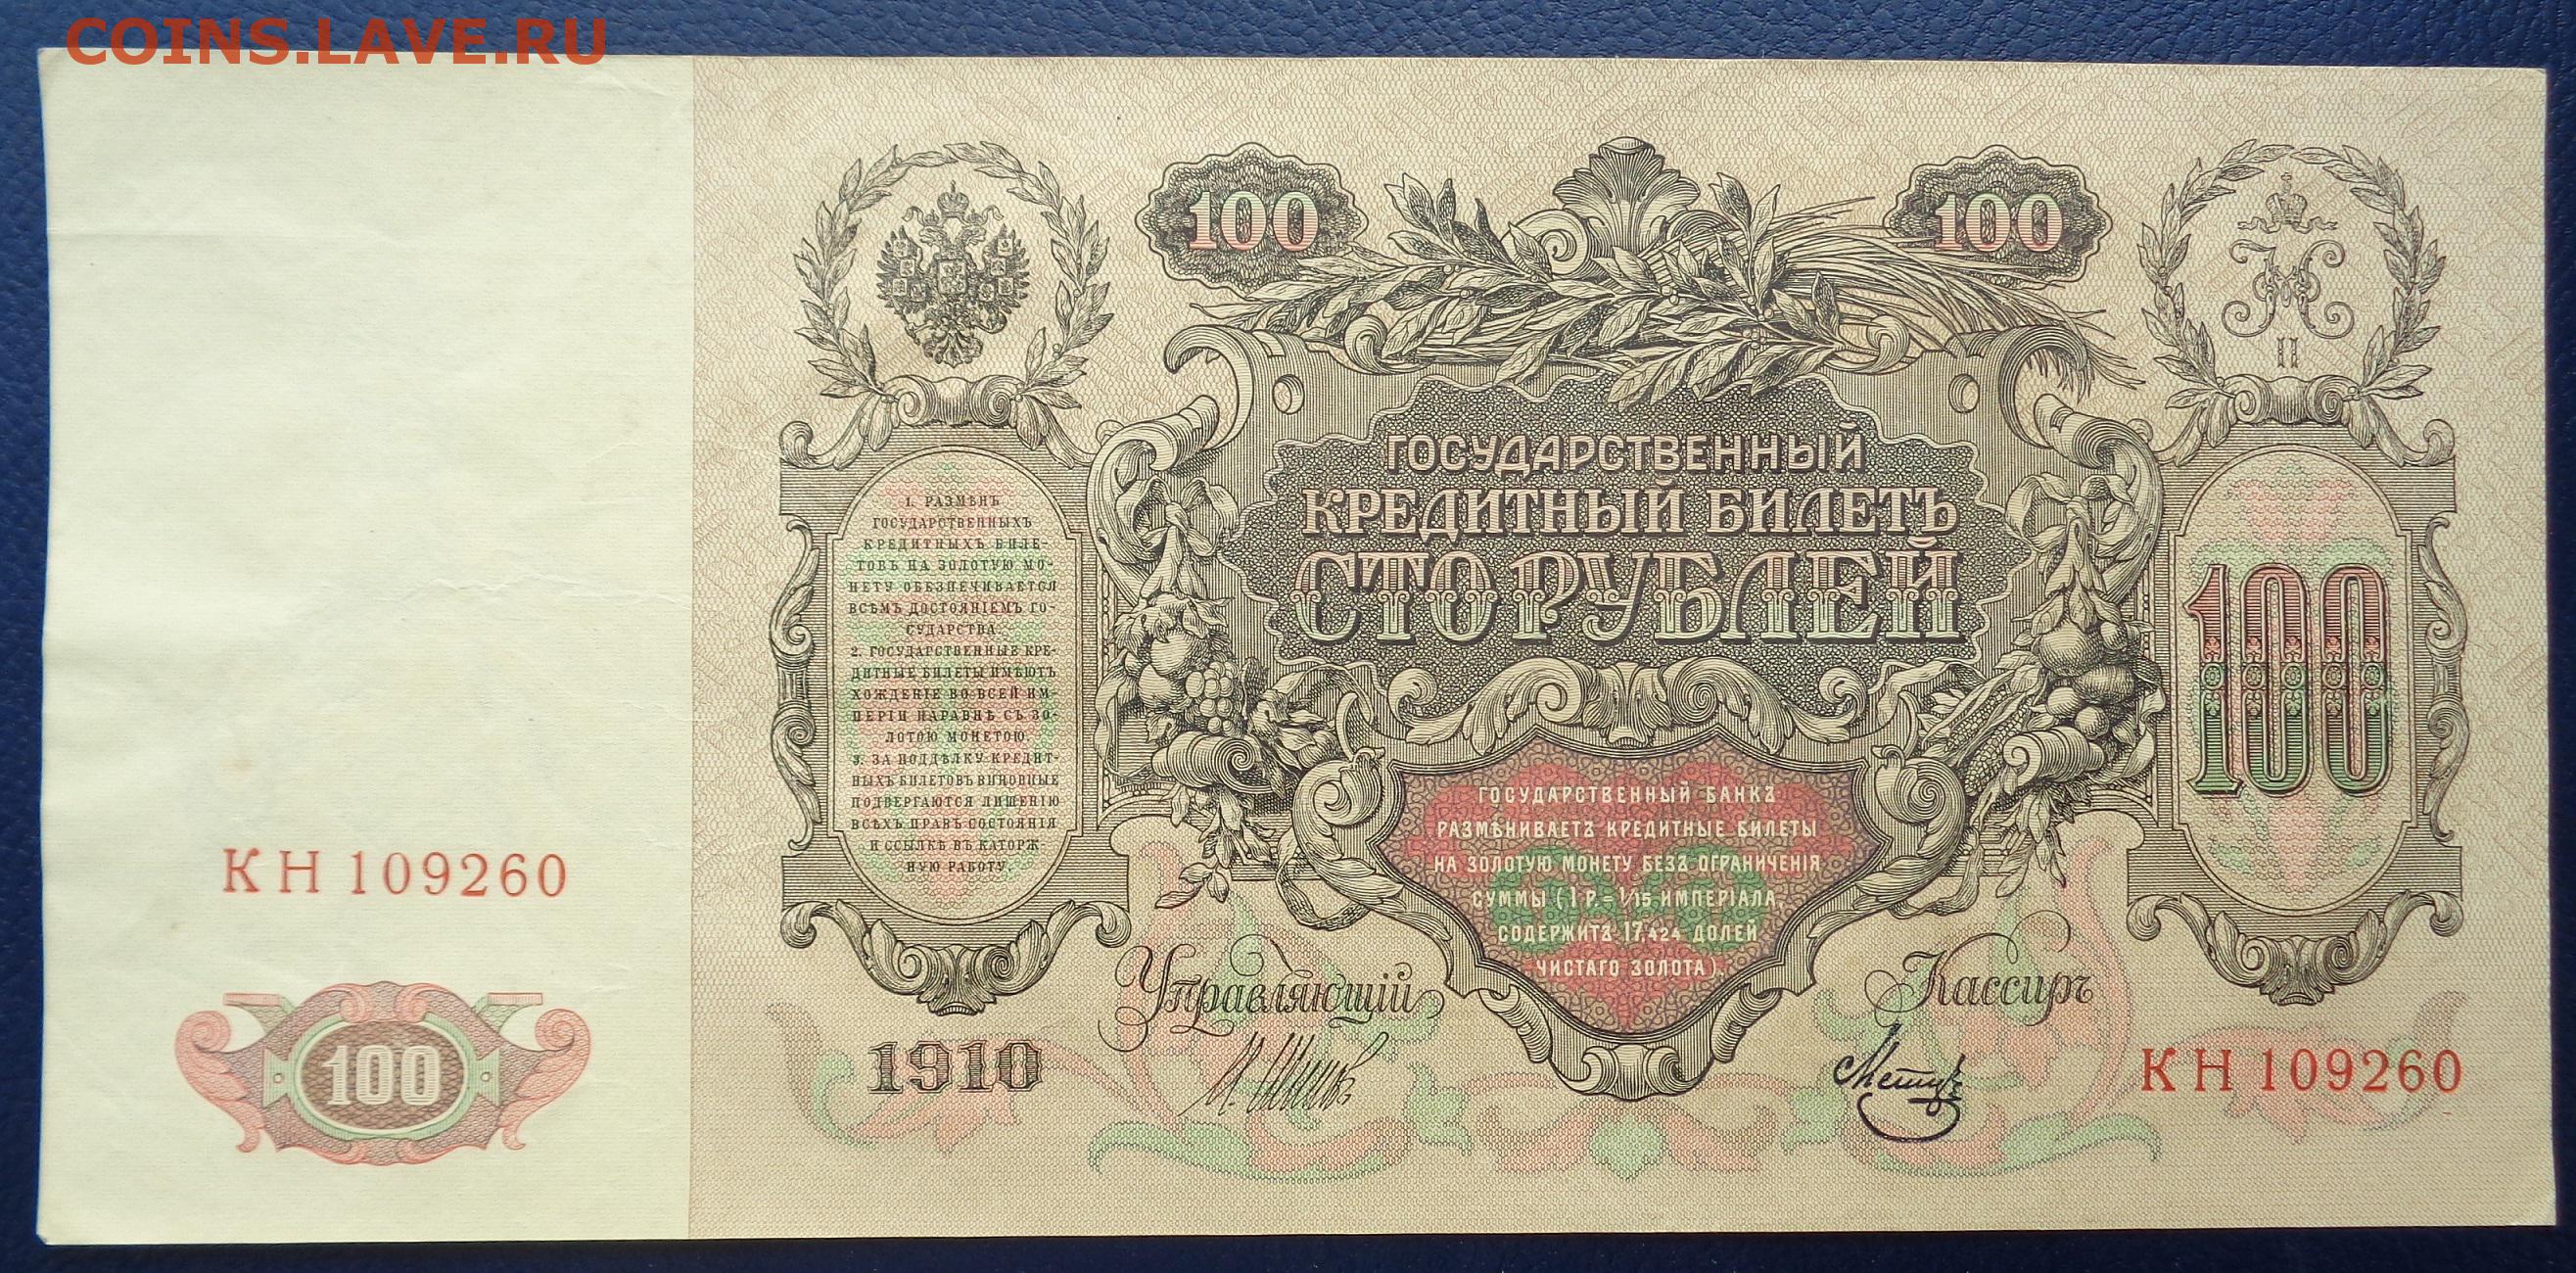 COINS.LAVE.RU
100
100
II
ГОСУДАРСТВЕННЫЙ
КРЕДИТНЫЙ БИЛЕТЪ
СТО РУБЛЕЙ
1. РАЗМѢНЪ
ГОСУДАРСТВЕННЫХЪ
КРЕДИТНЫХЪ БИЛЕ-
ТОВЪ НА ЗОЛОТУЮ МО-
НЕТУ ОБЕЗПЕЧИВАЕТСЯ
ВСѢМЪ ДОСТОЯНІЕМЪ ГО-
СУДАРСТВА.
2. ГОСУДАРСТВЕННЫЕ КРЕ-
ДИТНЫЕ БИЛЕТЫ ИМѢЮТЪ
ХОЖДЕНІЕ ВО ВСЕЙ ИМ-
ПЕРІИ НАРАВНѢ СЪ ЗО-
ЛОТОЮ МОНЕТОЮ.
3. ЗА ПОДДѢЛКУ КРЕДИТ-
НЫХЪ БИЛЕТОВЪ ВИНОВНЫЕ
ПОДВЕРГАЮТСЯ ЛИШЕНІЮ
ВСѢХЪ ПРАВЪ СОСТОЯНІЯ
И ССЫЛКѢ ВЪ КАТОРЖ-
НУЮ РАБОТУ.
100
ГОСУДАРСТВЕННЫЙ БАНКЪ
РАЗМѢНИВАЕТЪ КРЕДИТНЫЕ БИЛЕТЫ
НА ЗОЛОТУЮ МОНЕТУ БЕЗЪ ОГРАНИЧЕНІЯ
СУММЫ (1 Р.= 1/15 ИМПЕРІАЛА,
СОДЕРЖИТЪ 17,424 ДОЛЕЙ
ЧИСТАГО ЗОЛОТА).
КН 109260
100
Управляющій
Кассиръ
1910
И. Шиповъ
КН 109260